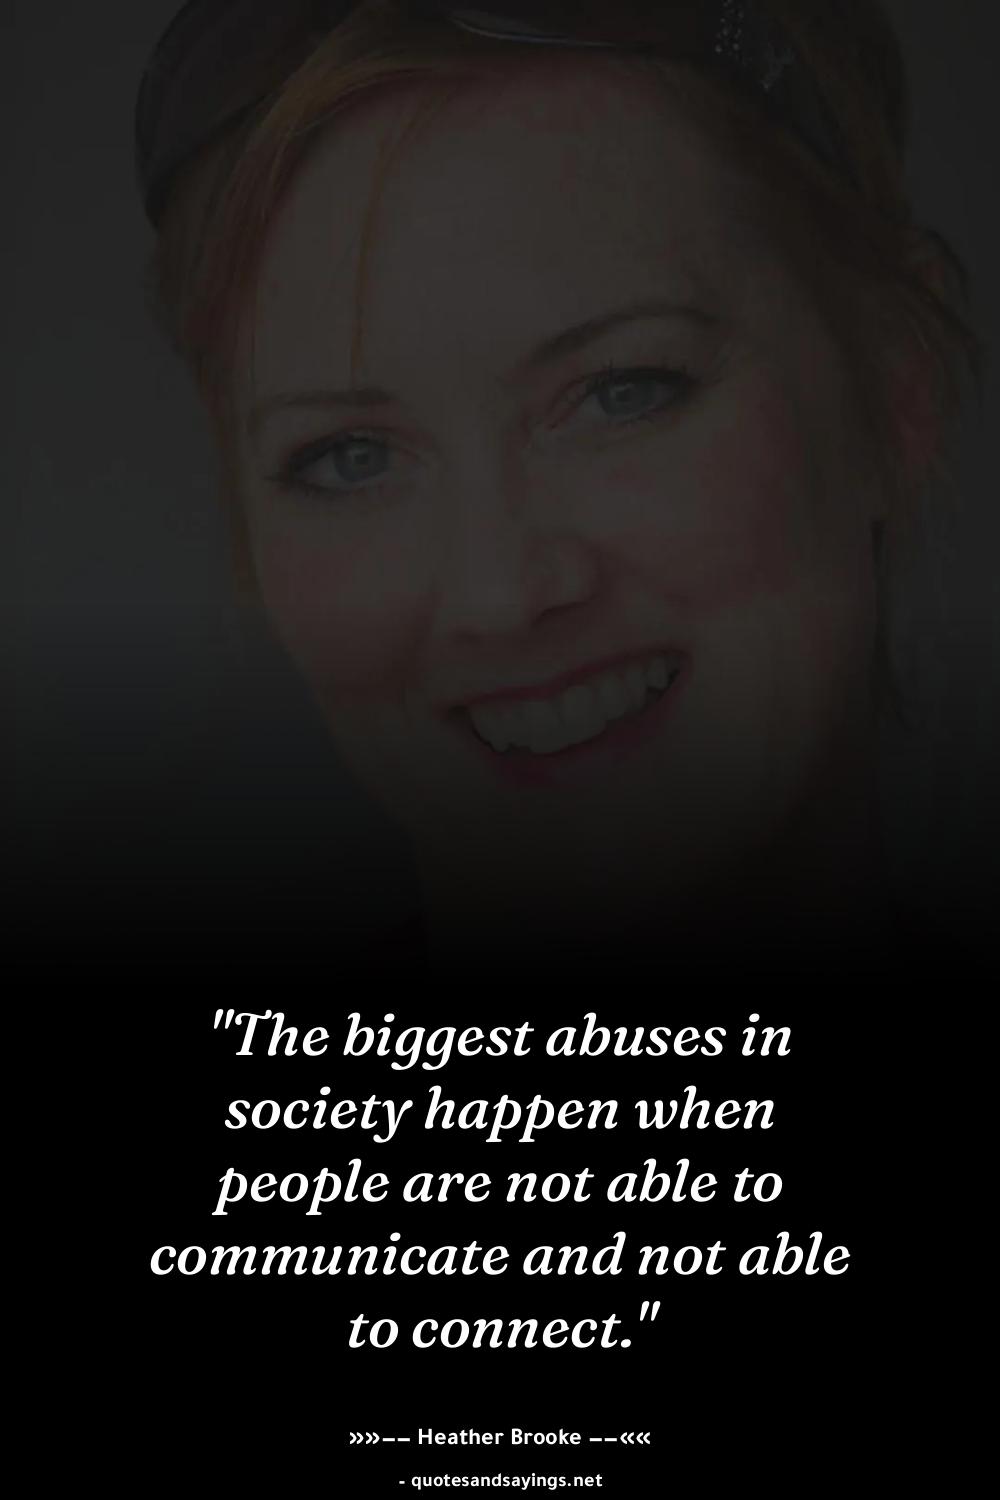 "The biggest abuses in
society happen when
people are not able to
communicate and not able
to connect."
»»−− Heather Brooke −−««
- quotesandsayings.net